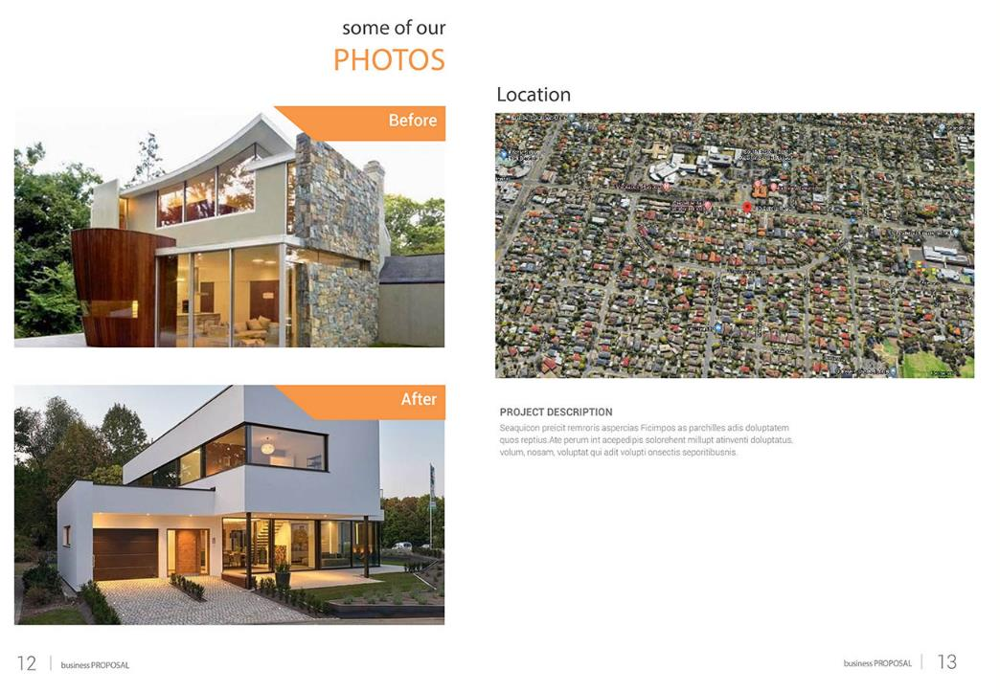 some of our
PHOTOS
Before
After
12
business PROPOSAL
Location
PROJECT DESCRIPTION
Seaquicon preicit remroris aspercias Ficimpos as parchilles adis doluptatem
quos reptius.Ate perum int acepedipis solorehent millupt atinventi doluptatus,
volum, nosam, voluptat qui adit volupti onsectis seporitibusnis.
business PROPOSAL
13